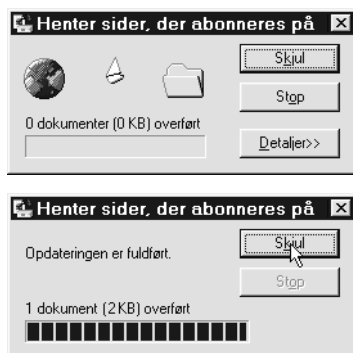 Henter sider, der abonneres på
Skjul
Stop
0 dokumenter (0 KB) overført
Detaljer>>
Henter sider, der abonneres på
Opdateringen er fuldført.
Skjul
Stop
1 dokument (2 KB) overført